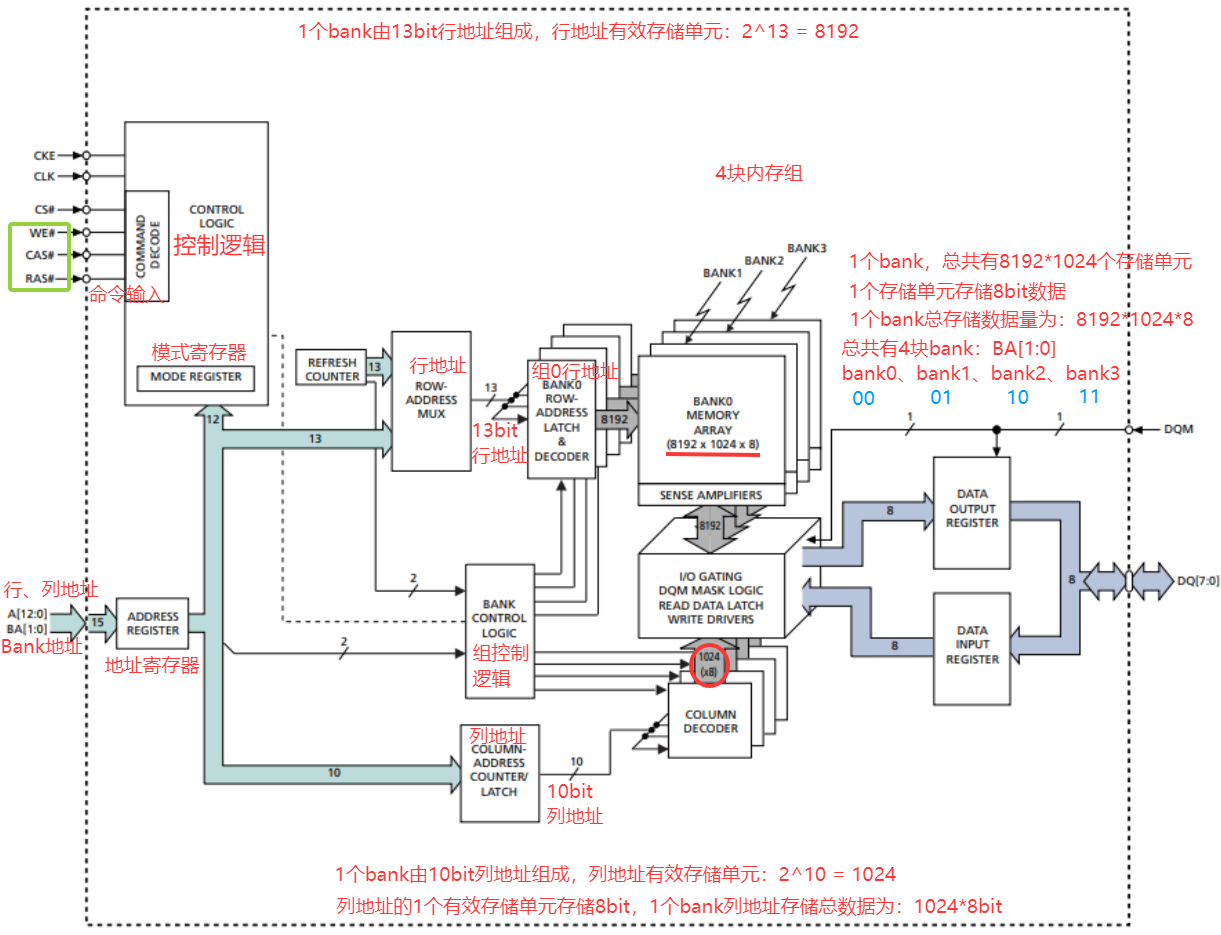 1个bank由13bit行地址组成，行地址有效存储单元：2^13 = 8192
CKE
CLK
CS#
WE#
CAS#
RAS#
命令输入
COMMAND DECODE
CONTROL
LOGIC
控制逻辑
模式寄存器
MODE REGISTER
12
4块内存组
BANK3
BANK2
BANK1
1个bank，总共有8192*1024个存储单元
1个存储单元存储8bit数据
1个bank总存储数据量为：8192*1024*8
总共有4块bank：BA[1:0]
bank0、bank1、bank2、bank3
00 01 10 11
REFRESH
COUNTER
13
行地址
ROW-
ADDRESS
MUX
13
13
13bit
行地址
组0行地址
BANK0
ROW-
ADDRESS
LATCH
&
DECODER
8192
BANK0
MEMORY
ARRAY
(8192 x 1024 x 8)
SENSE AMPLIFIERS
8192
1
1
DQM
DATA
OUTPUT
REGISTER
8
I/O GATING
DQM MASK LOGIC
READ DATA LATCH
WRITE DRIVERS
8
DQ[7:0]
DATA
INPUT
REGISTER
8
行、列地址
A[12:0]
BA[1:0]
Bank地址
15
ADDRESS
REGISTER
地址寄存器
2
2
BANK
CONTROL
LOGIC
组控制
逻辑
1024
(x8)
COLUMN
DECODER
列地址
COLUMN-
ADDRESS
COUNTER/
LATCH
10
10
10bit
列地址
1个bank由10bit列地址组成，列地址有效存储单元：2^10 = 1024
列地址的1个有效存储单元存储8bit，1个bank列地址存储总数据为：1024*8bit